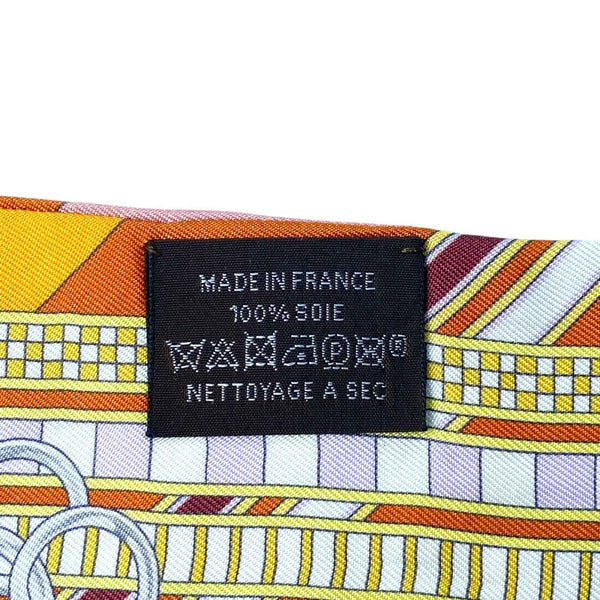 MADE IN FRANCE
100% SOIE
P ®
NETTOYAGE A SEC